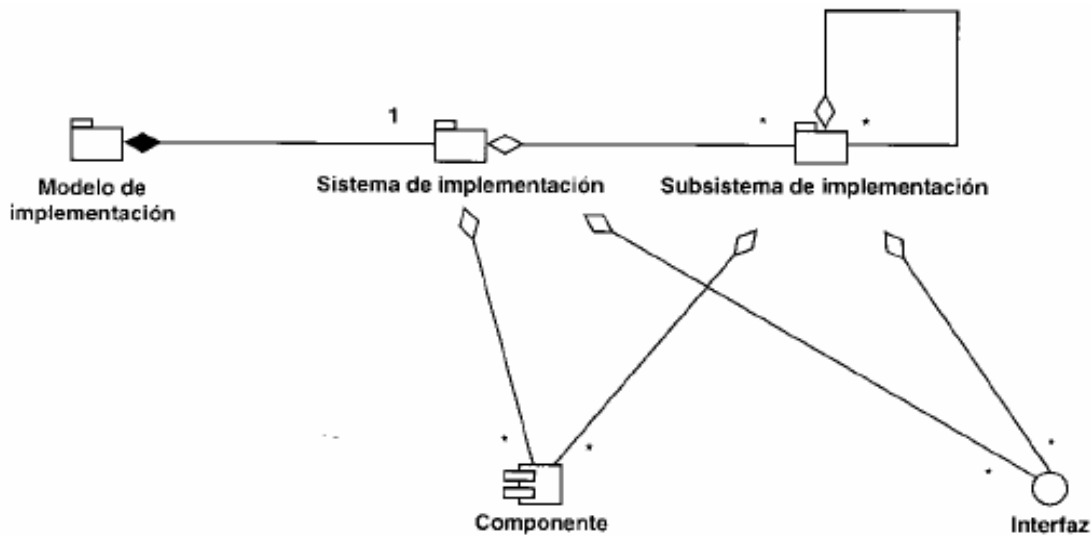 1
*
*
Modelo de
implementación
Sistema de implementación
Subsistema de implementación
*
*
*
*
Componente
Interfaz